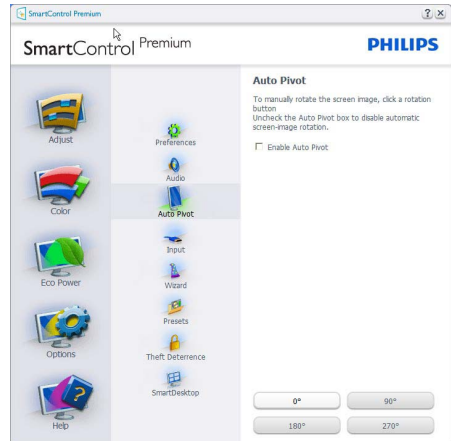 SmartControl Premium
SmartControl Premium
PHILIPS
Adjust
Color
Eco Power
Options
Help
Preferences
Audio
Auto Pivot
Input
Wizard
Presets
Theft Deterrence
SmartDesktop
Auto Pivot
To manually rotate the screen image, click a rotation
button
Uncheck the Auto Pivot box to disable automatic
screen-image rotation.
Enable Auto Pivot
0°
90°
180°
270°